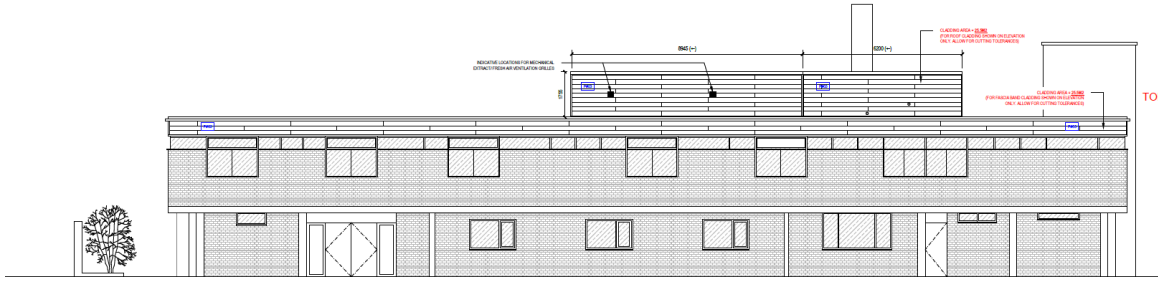 8945 (---)
6200 (---)
CLADDING AREA =
(FOR ROOF CLADDING SHOWN ON ELEVATION
ONLY. ALLOW FOR CUTTING TOLERANCES)
INDICATIVE LOCATIONS FOR MECHANICAL
EXTRACT/FRESH AIR VENTILATION GRILLES
CLADDING AREA =
(FOR FASCIA BAND CLADDING SHOWN ON ELEVATION
ONLY. ALLOW FOR CUTTING TOLERANCES)
TO